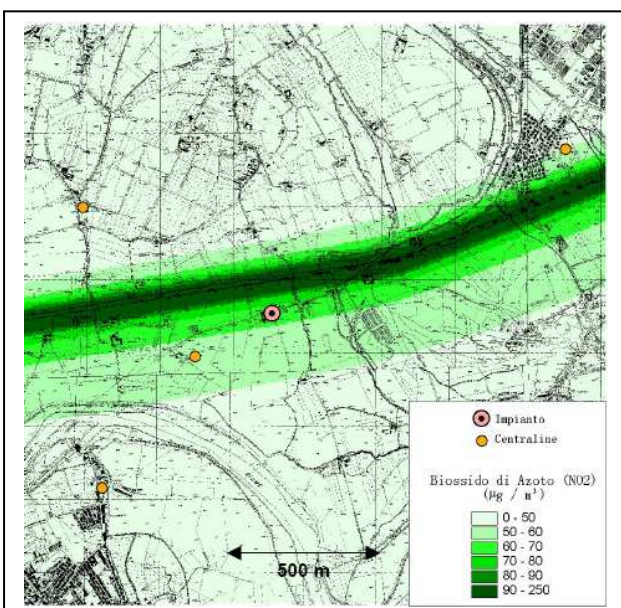 Impianto
Centraline
Biossido di Azoto (NO2)
(μg / m³)
0 - 50
50 - 60
60 - 70
70 - 80
80 - 90
90 - 250
500 m